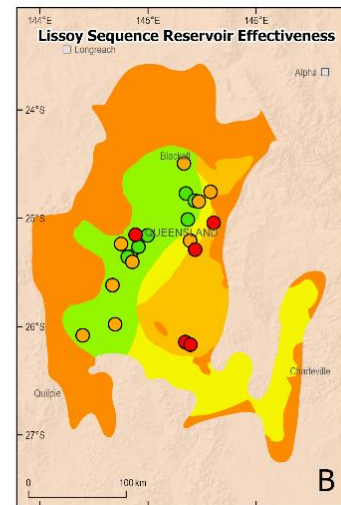 144°E 145°E 146°E
Lissoy Sequence Reservoir Effectiveness
Longreach
Alpha
24°S
Blackall
25°S
QUEENSLAND
26°S
Charleville
Quilpie
27°S
B
0 100 km